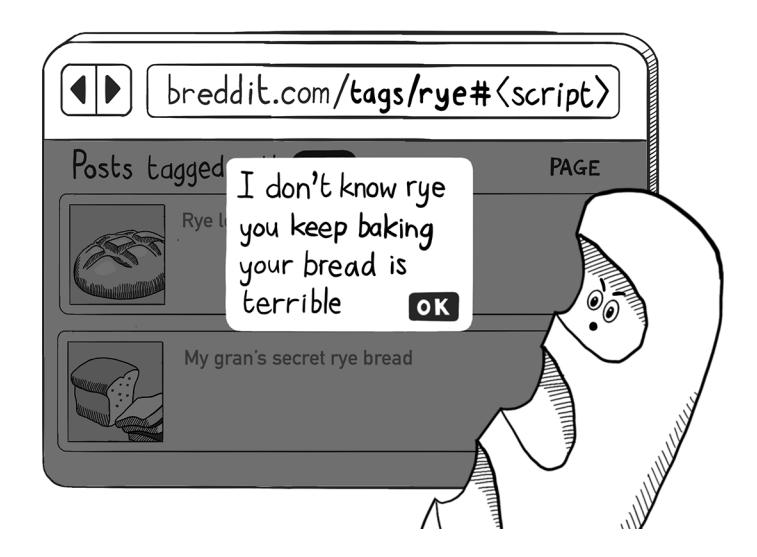 breddit.com/tags/rye#<script>
Posts tagged
PAGE
I don't know rye
you keep baking
your bread is
terrible
OK
Rye
My gran's secret rye bread